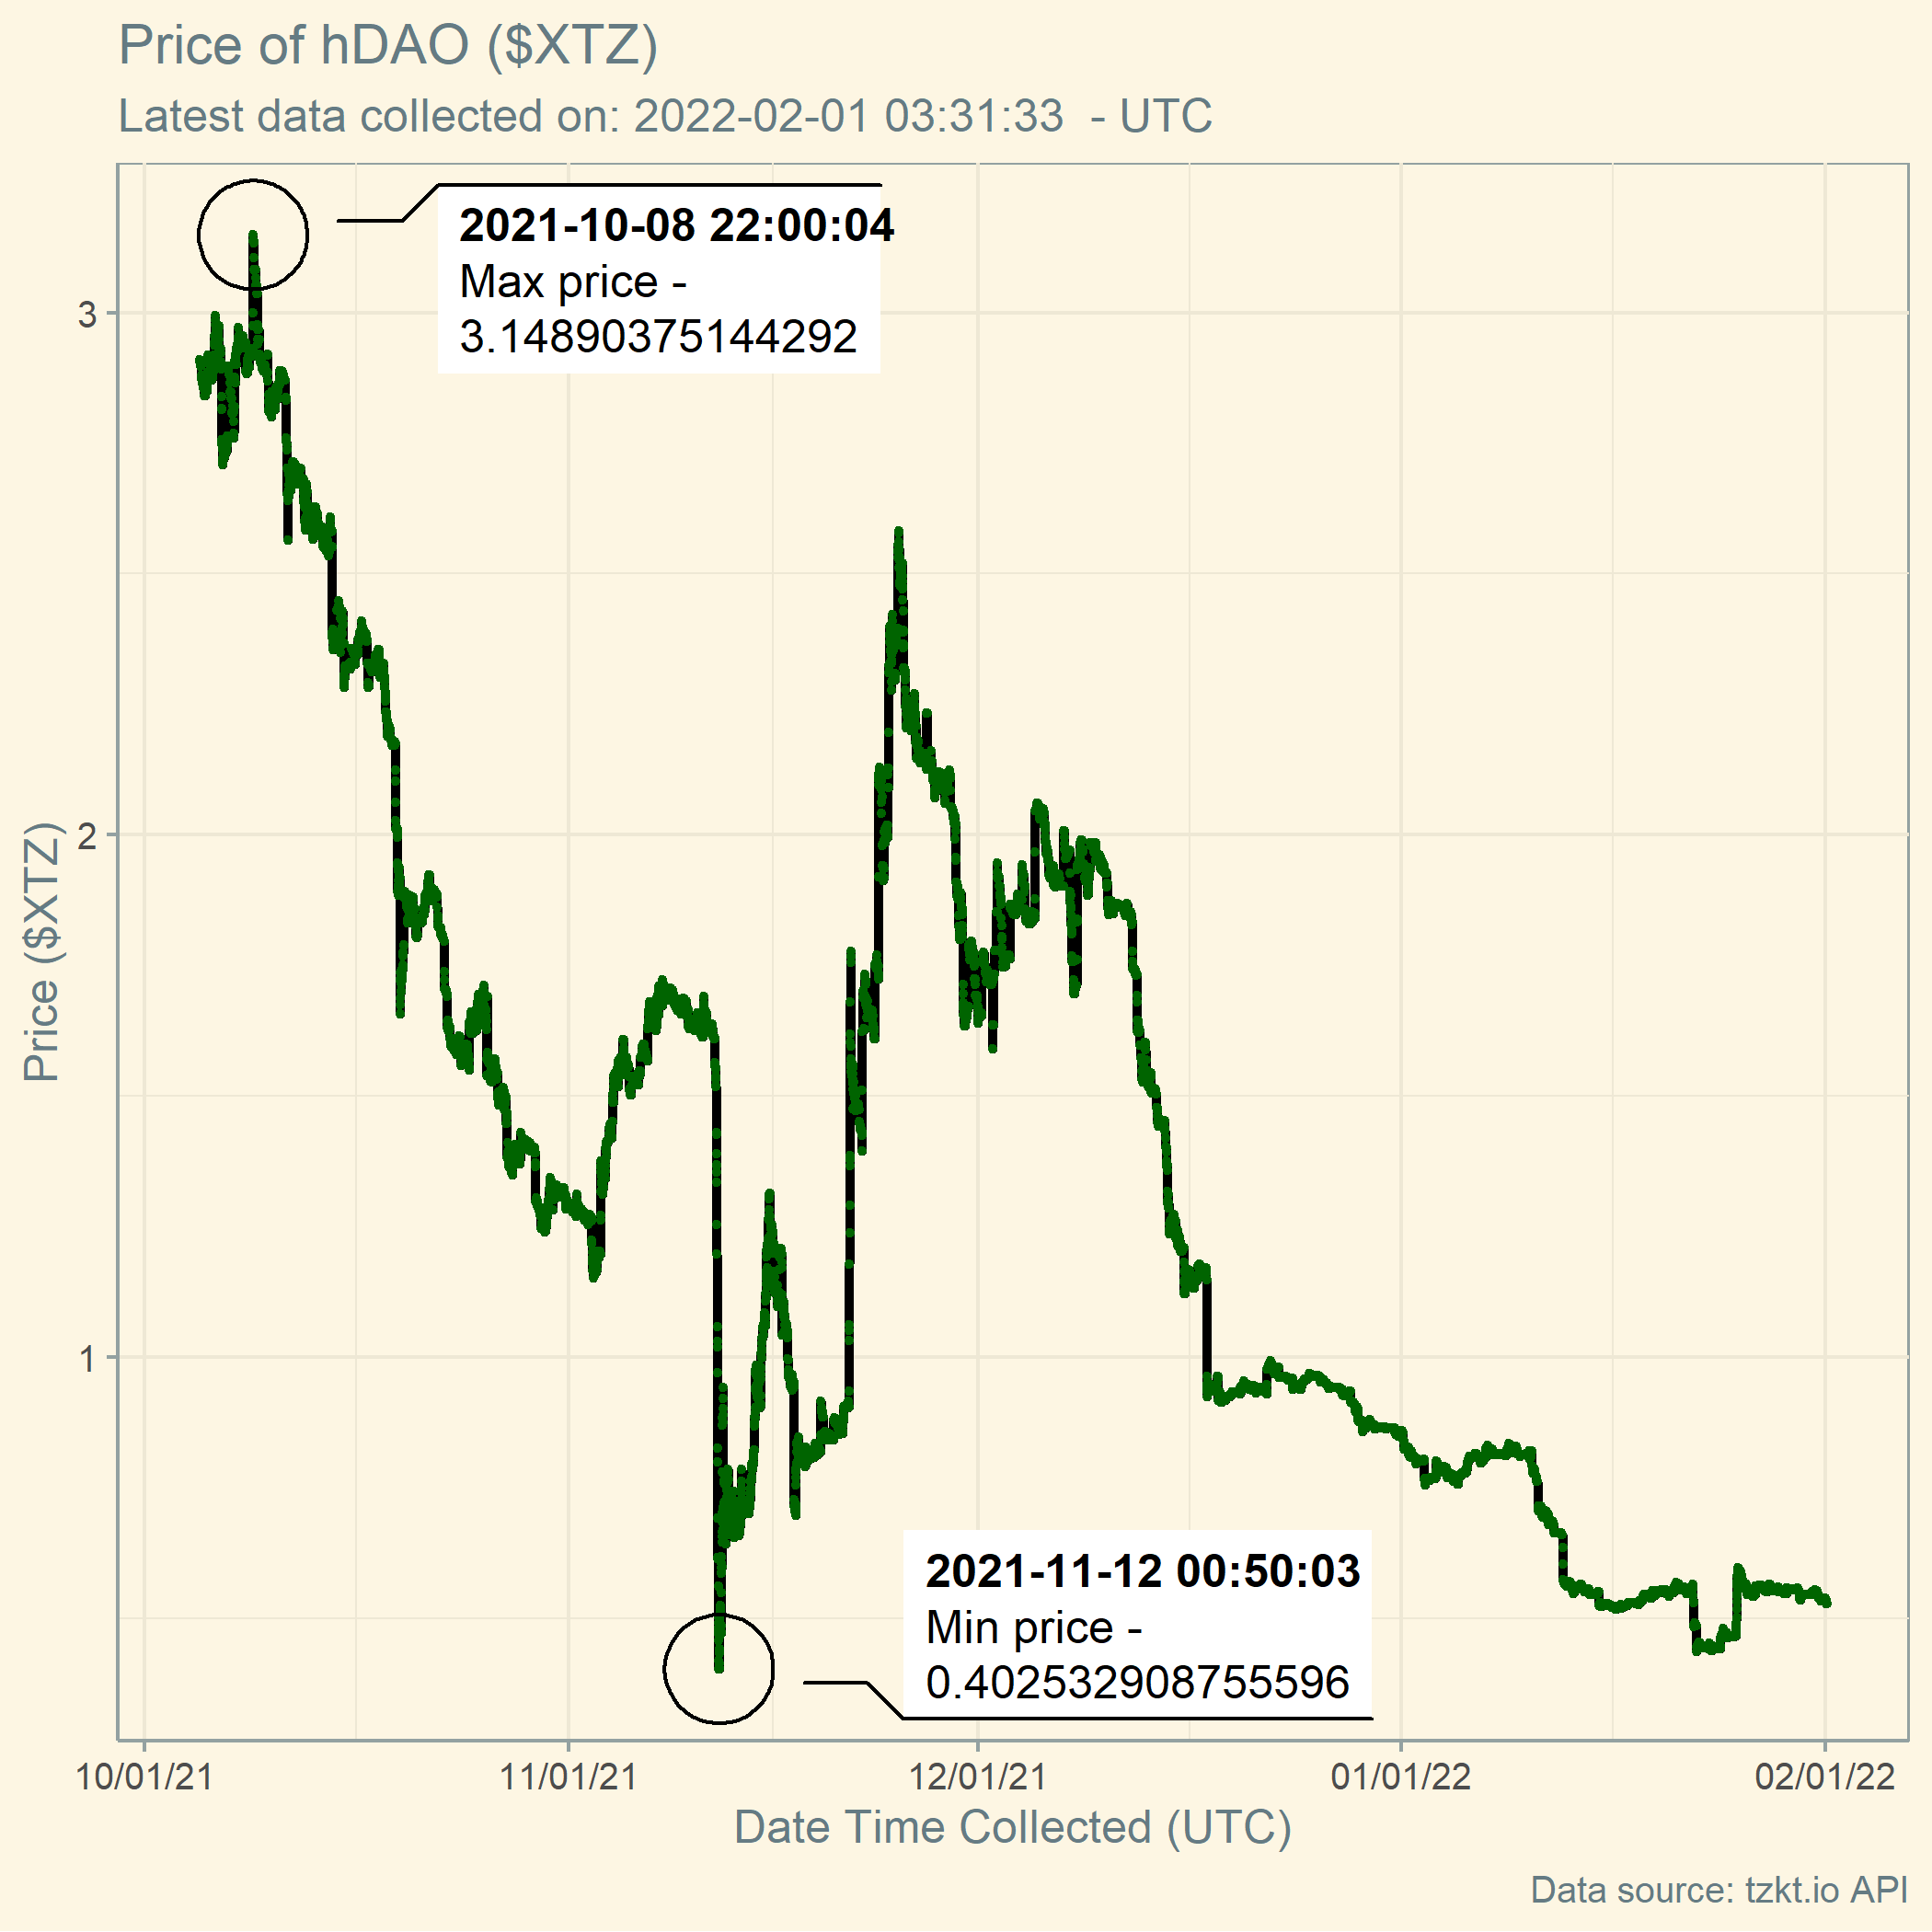 Price of hDAO ($XTZ)
Latest data collected on: 2022-02-01 03:31:33  - UTC
2021-10-08 22:00:04
Max price -
3.14890375144292
3
2
1
Price ($XTZ)
2021-11-12 00:50:03
Min price -
0.402532908755596
10/01/21 11/01/21 12/01/21 01/01/22 02/01/22
Date Time Collected (UTC)
Data source: tzkt.io API